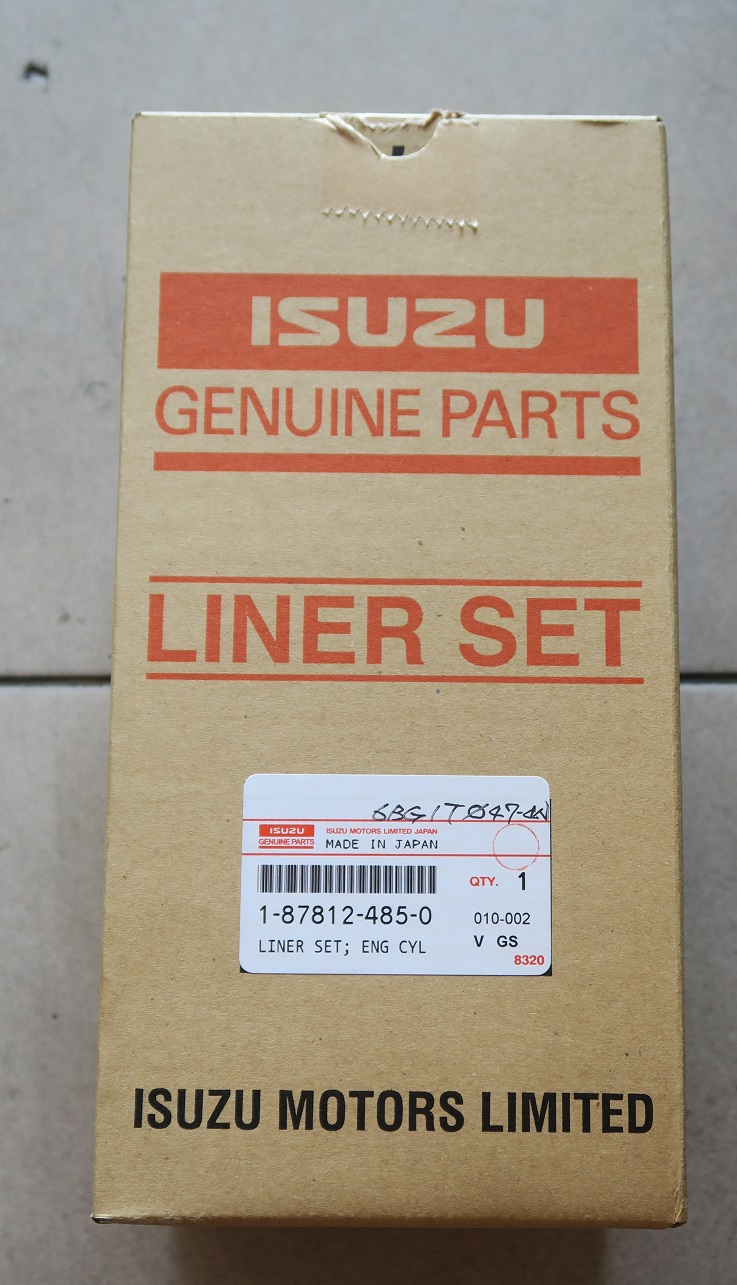 ISUZU
GENUINE PARTS
LINER SET
6BG1T
ISUZU
GENUINE PARTS
ISUZU MOTORS LIMITED JAPAN
MADE IN JAPAN
QTY. 1
1-87812-485-0
010-002
LINER SET; ENG CYL
V GS
8320
ISUZU MOTORS LIMITED